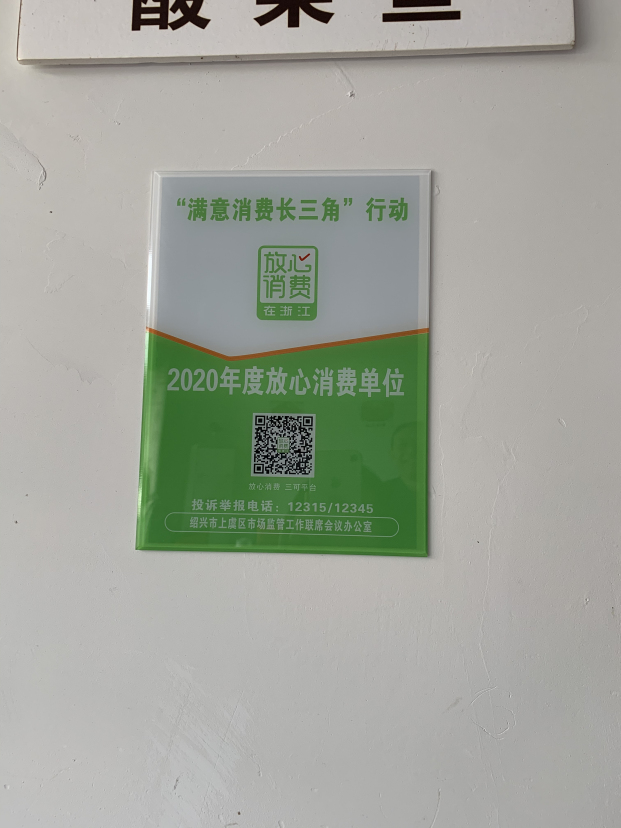 “满意消费长三角”行动
放心
消费
在浙江
2020年度放心消费单位
放心消费 三可平台
投诉举报电话：12315/12345
绍兴市上虞区市场监管工作联席会议办公室